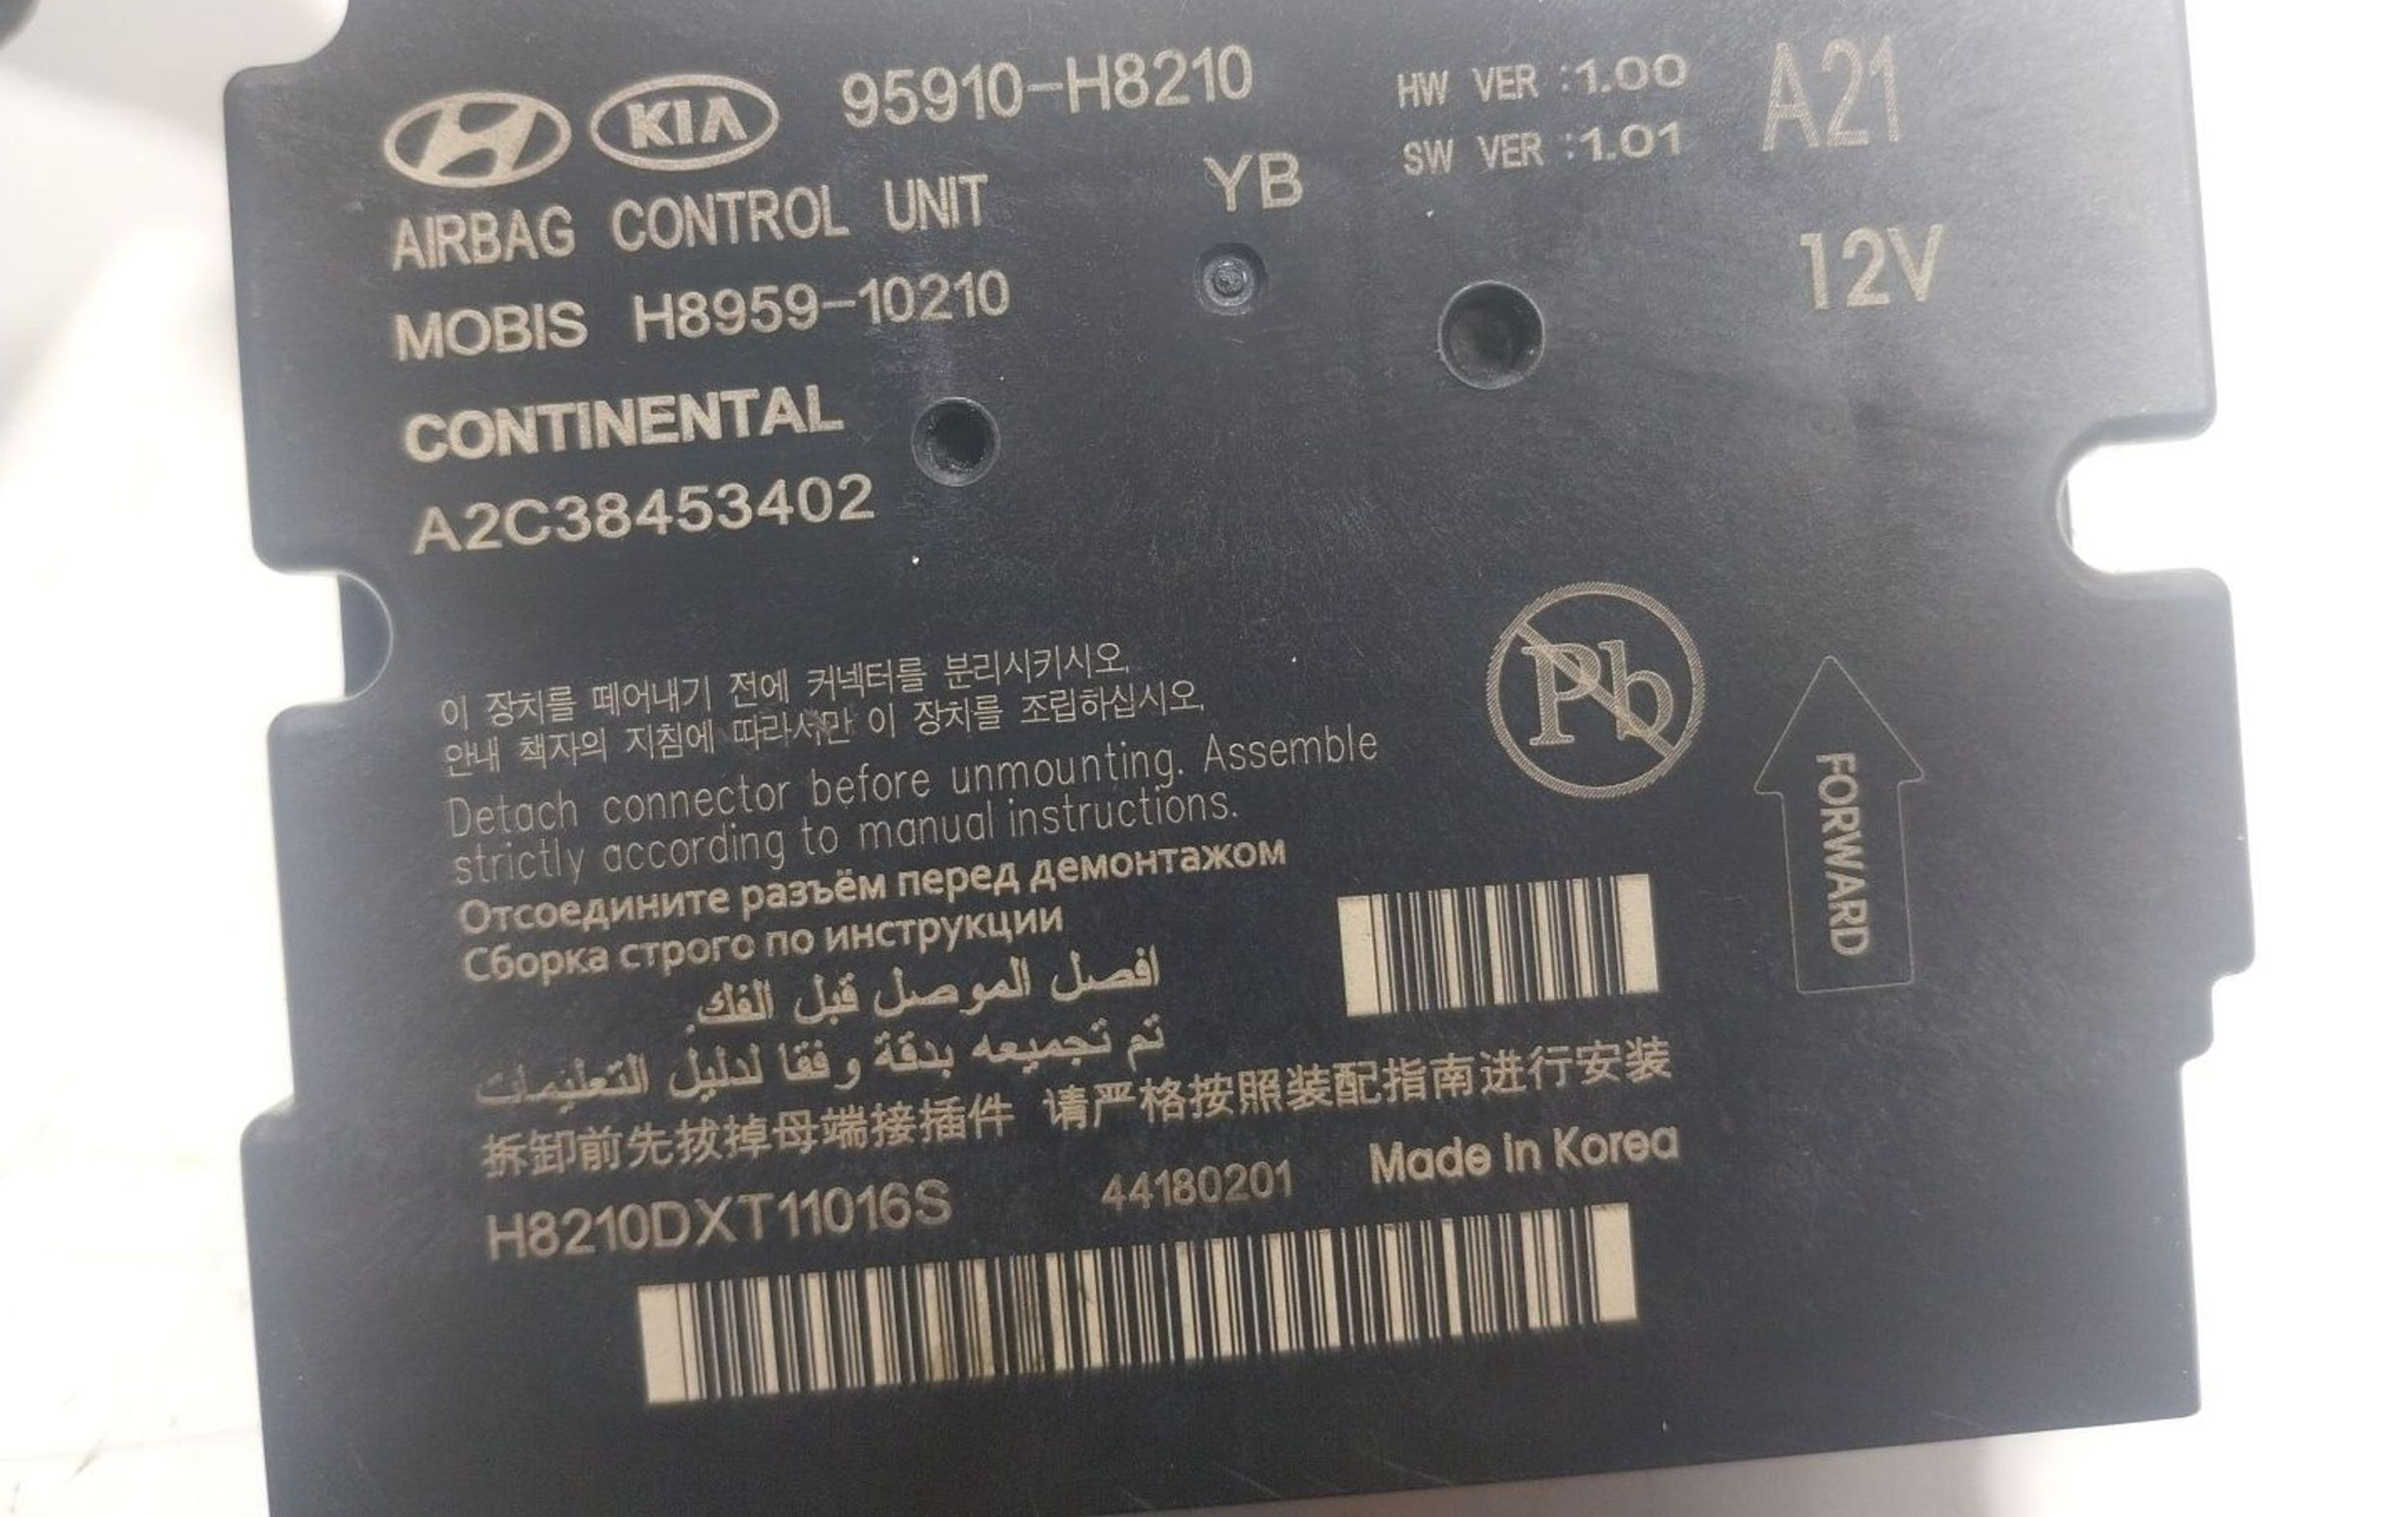 KIA 95910-H8210 HW VER :1.00 A21
SW VER :1.01
AIRBAG CONTROL UNIT YB
12V
MOBIS H8959-10210
CONTINENTAL
A2C38453402
Pb
이 장치를 떼어내기 전에 커넥터를 분리시키시오.
안내 책자의 지침에 따라서만 이 장치를 조립하십시오.
Detach connector before unmounting. Assemble
strictly according to manual instructions.
FORWARD
Отсоедините разъём перед демонтажом
Сборка строго по инструкции
افصل الموصل قبل الفك.
تم تجميعه بدقة وفقا لدليل التعليمات
拆卸前先拔掉母端接插件 请严格按照装配指南进行安装
H8210DXT11016S 44180201 Made in Korea